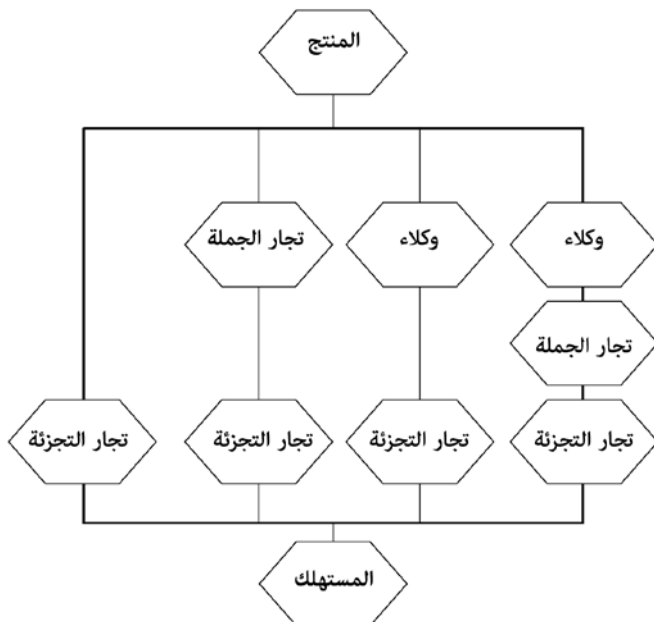 المنتج
وكلاء
وكلاء
تجار الجملة
تجار الجملة
تجار التجزئة
تجار التجزئة
تجار التجزئة
تجار التجزئة
المستهلك